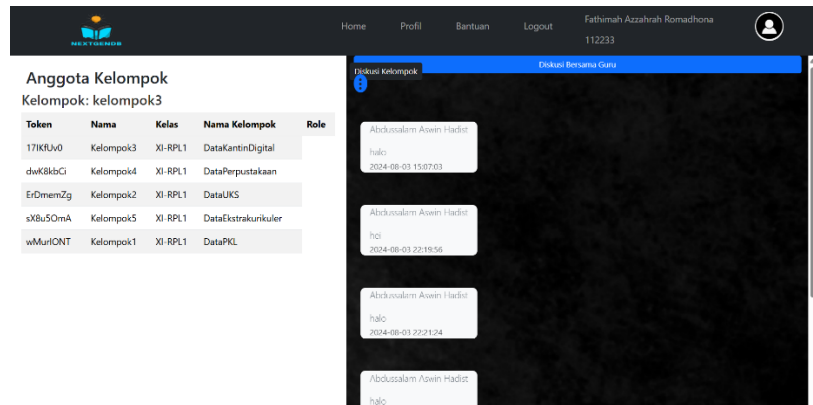 NEXTGENDB
Home Profil Bantuan Logout
Fathimah Azzahrah Romadhona
112233
Anggota Kelompok
Kelompok: kelompok3
Token Nama Kelas Nama Kelompok Role
17IKfUv0 Kelompok3 XI-RPL1 DataKantinDigital
dwK8kbCi Kelompok4 XI-RPL1 DataPerpustakaan
ErDmemZg Kelompok2 XI-RPL1 DataUKS
sX8u5OmA Kelompok5 XI-RPL1 DataEkstrakurikuler
wMurIONT Kelompok1 XI-RPL1 DataPKL
Diskusi Bersama Guru
Diskusi Kelompok
Abdussalam Aswin Hadist
halo
2024-08-03 15:07:03
Abdussalam Aswin Hadist
hei
2024-08-03 22:19:56
Abdussalam Aswin Hadist
halo
2024-08-03 22:21:24
Abdussalam Aswin Hadist
halo